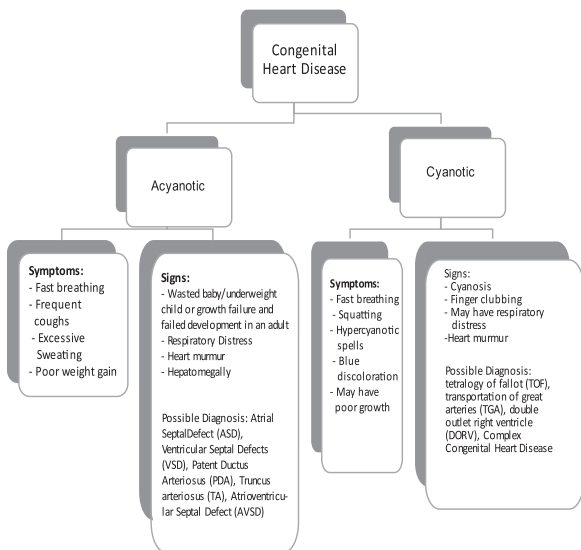 Congenital
Heart Disease
Acyanotic
Cyanotic
Symptoms:
- Fast breathing
- Frequent
coughs
- Excessive
Sweating
- Poor weight gain
Signs:
- Wasted baby/underweight
child or growth failure and
failed development in an adult
- Respiratory Distress
- Heart murmur
- Hepatomegally
Possible Diagnosis: Atrial
SeptalDefect (ASD),
Ventricular Septal Defects
(VSD), Patent Ductus
Arteriosus (PDA), Truncus
arteriosus (TA), Atrioventricu-
lar Septal Defect (AVSD)
Symptoms:
- Fast breathing
- Squatting
- Hypercyanotic
spells
- Blue
discoloration
- May have
poor growth
Signs:
- Cyanosis
- Finger clubbing
- May have respiratory
distress
-Heart murmur
Possible Diagnosis:
tetralogy of fallot (TOF),
transportation of great
arteries (TGA), double
outlet right ventricle
(DORV), Complex
Congenital Heart Disease